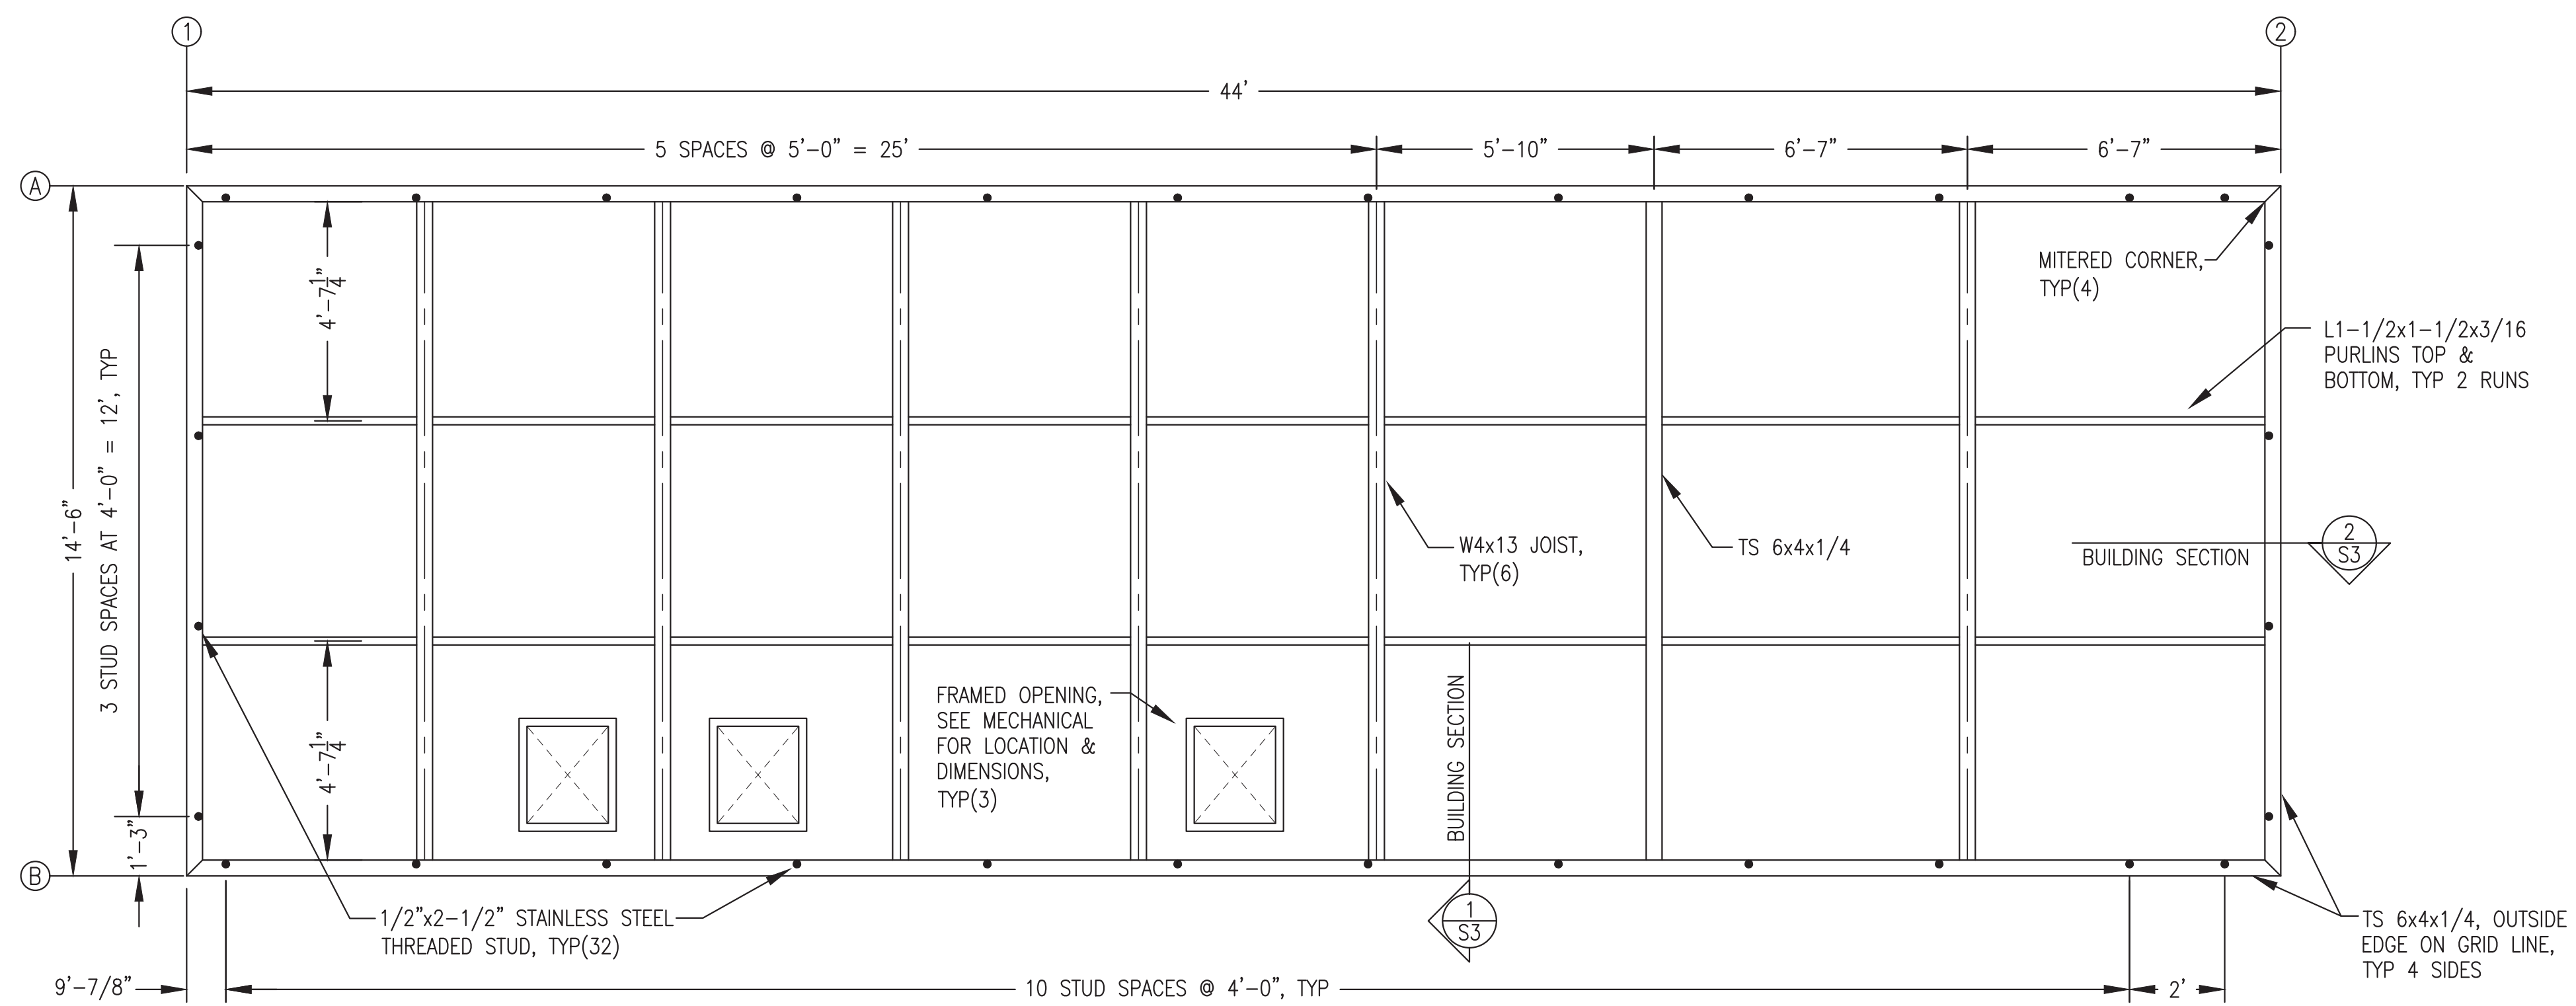 1
2
44'
5 SPACES @ 5'-0" = 25'
5'-10"
6'-7"
6'-7"
A
4'-7 1/4"
MITERED CORNER,
TYP(4)
L1-1/2x1-1/2x3/16
PURLINS TOP &
BOTTOM, TYP 2 RUNS
3 STUD SPACES AT 4'-0" = 12', TYP
14'-6"
W4x13 JOIST,
TYP(6)
TS 6x4x1/4
BUILDING SECTION
2
S3
FRAMED OPENING,
SEE MECHANICAL
FOR LOCATION &
DIMENSIONS,
TYP(3)
4'-7 1/4"
BUILDING SECTION
1'-3"
B
1/2"x2-1/2" STAINLESS STEEL
THREADED STUD, TYP(32)
1
S3
TS 6x4x1/4, OUTSIDE
EDGE ON GRID LINE,
TYP 4 SIDES
9'-7/8"
10 STUD SPACES @ 4'-0", TYP
2'